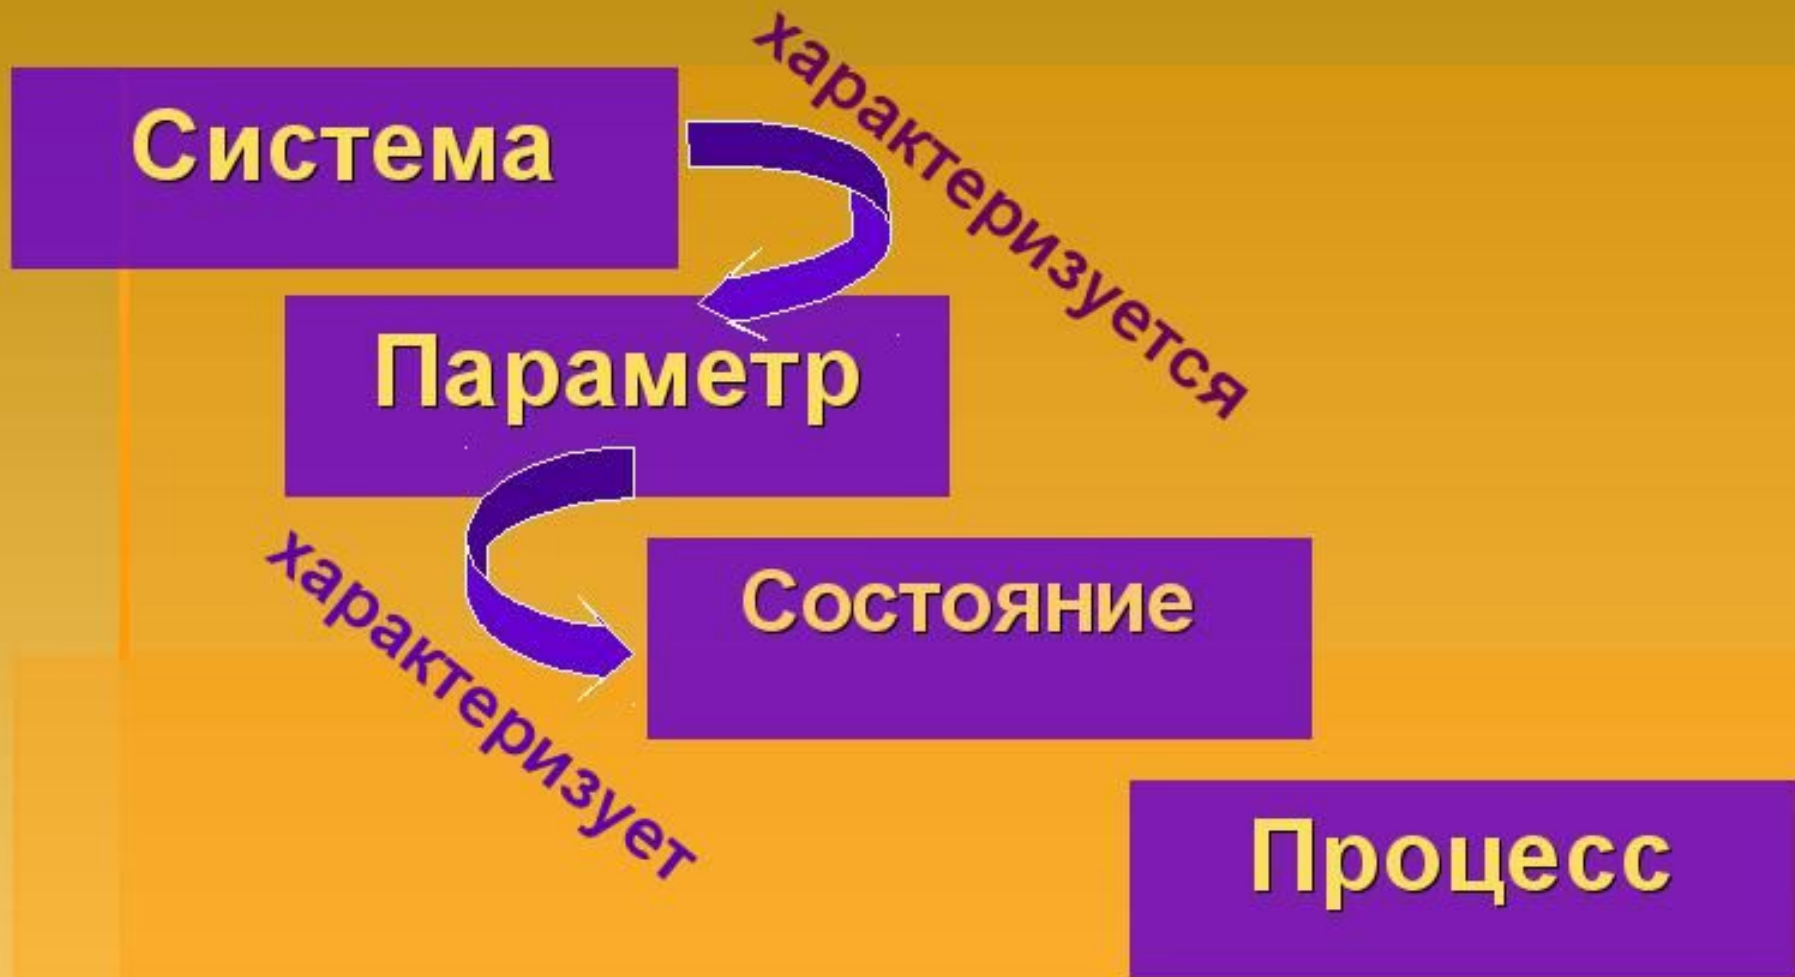 Система
характеризуется
Параметр
характеризует
Состояние
Процесс